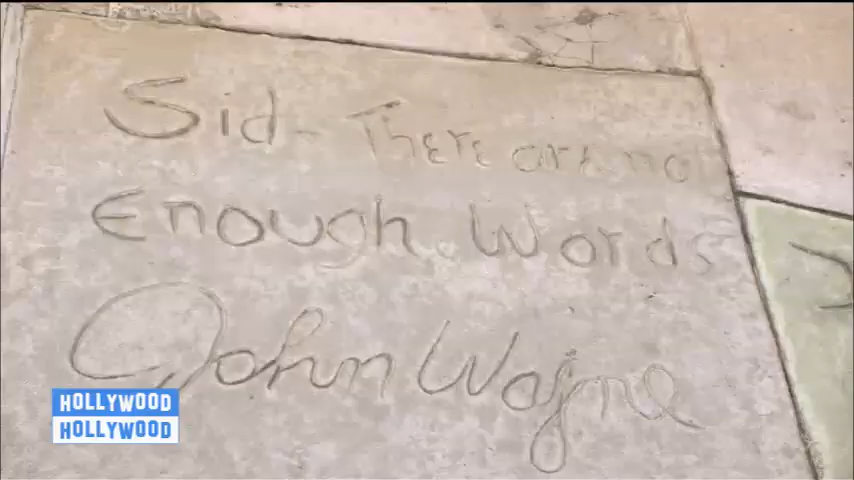 Sid - There are not
Enough Words
John Wayne
HOLLYWOOD
HOLLYWOOD